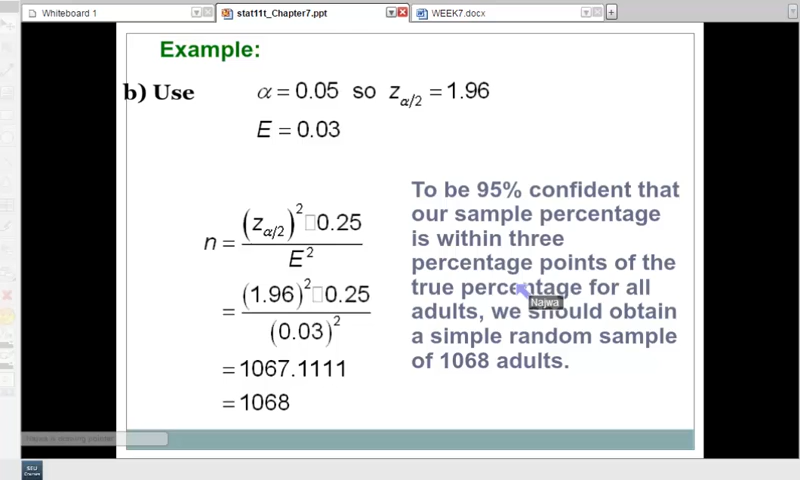 Whiteboard 1
stat11t_Chapter7.ppt
WEEK7.docx
Example:
b) Use α = 0.05 so zα/2 = 1.96
E = 0.03
n = (zα/2)²□0.25 / E²
= (1.96)²□0.25 / (0.03)²
= 1067.1111
= 1068
To be 95% confident that
our sample percentage
is within three
percentage points of the
true percentage for all
adults, we should obtain
a simple random sample
of 1068 adults.
Najwa
SEU